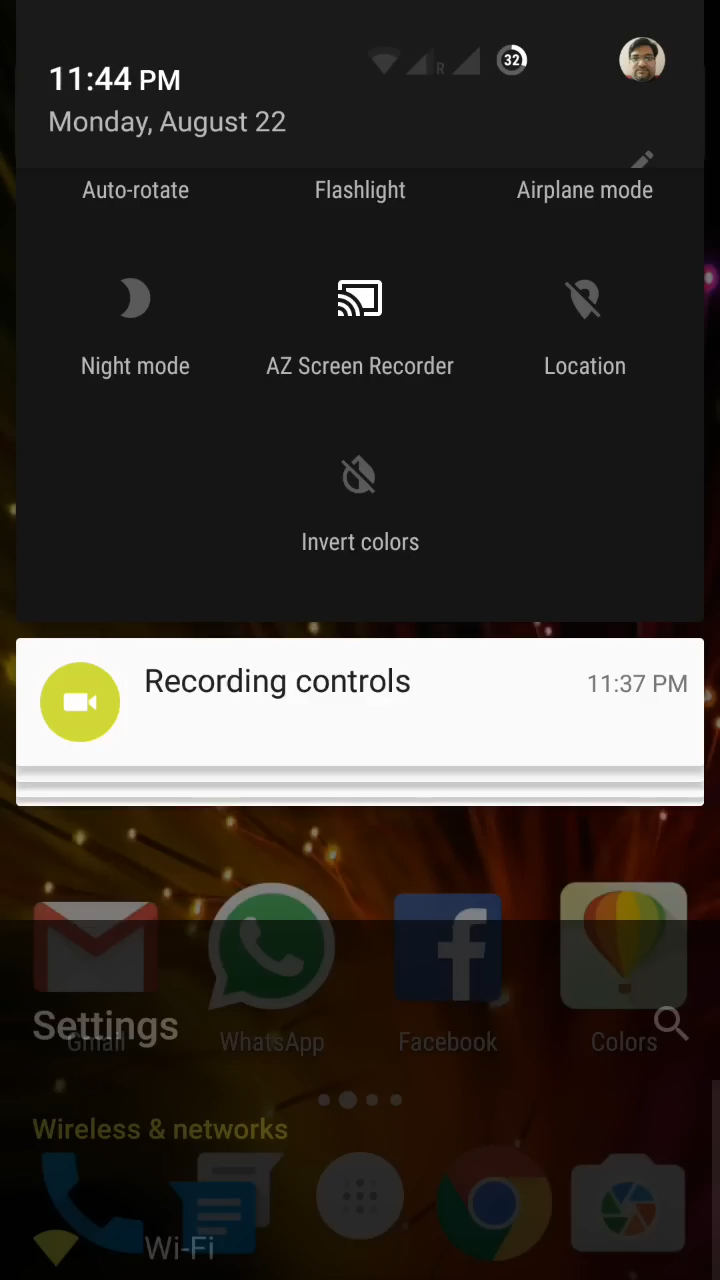 11:44 PM
R
32
Monday, August 22
Auto-rotate
Flashlight
Airplane mode
Night mode
AZ Screen Recorder
Location
Invert colors
Recording controls
11:37 PM
Settings
Gmail
WhatsApp
Facebook
Colors
Wireless & networks
Wi-Fi